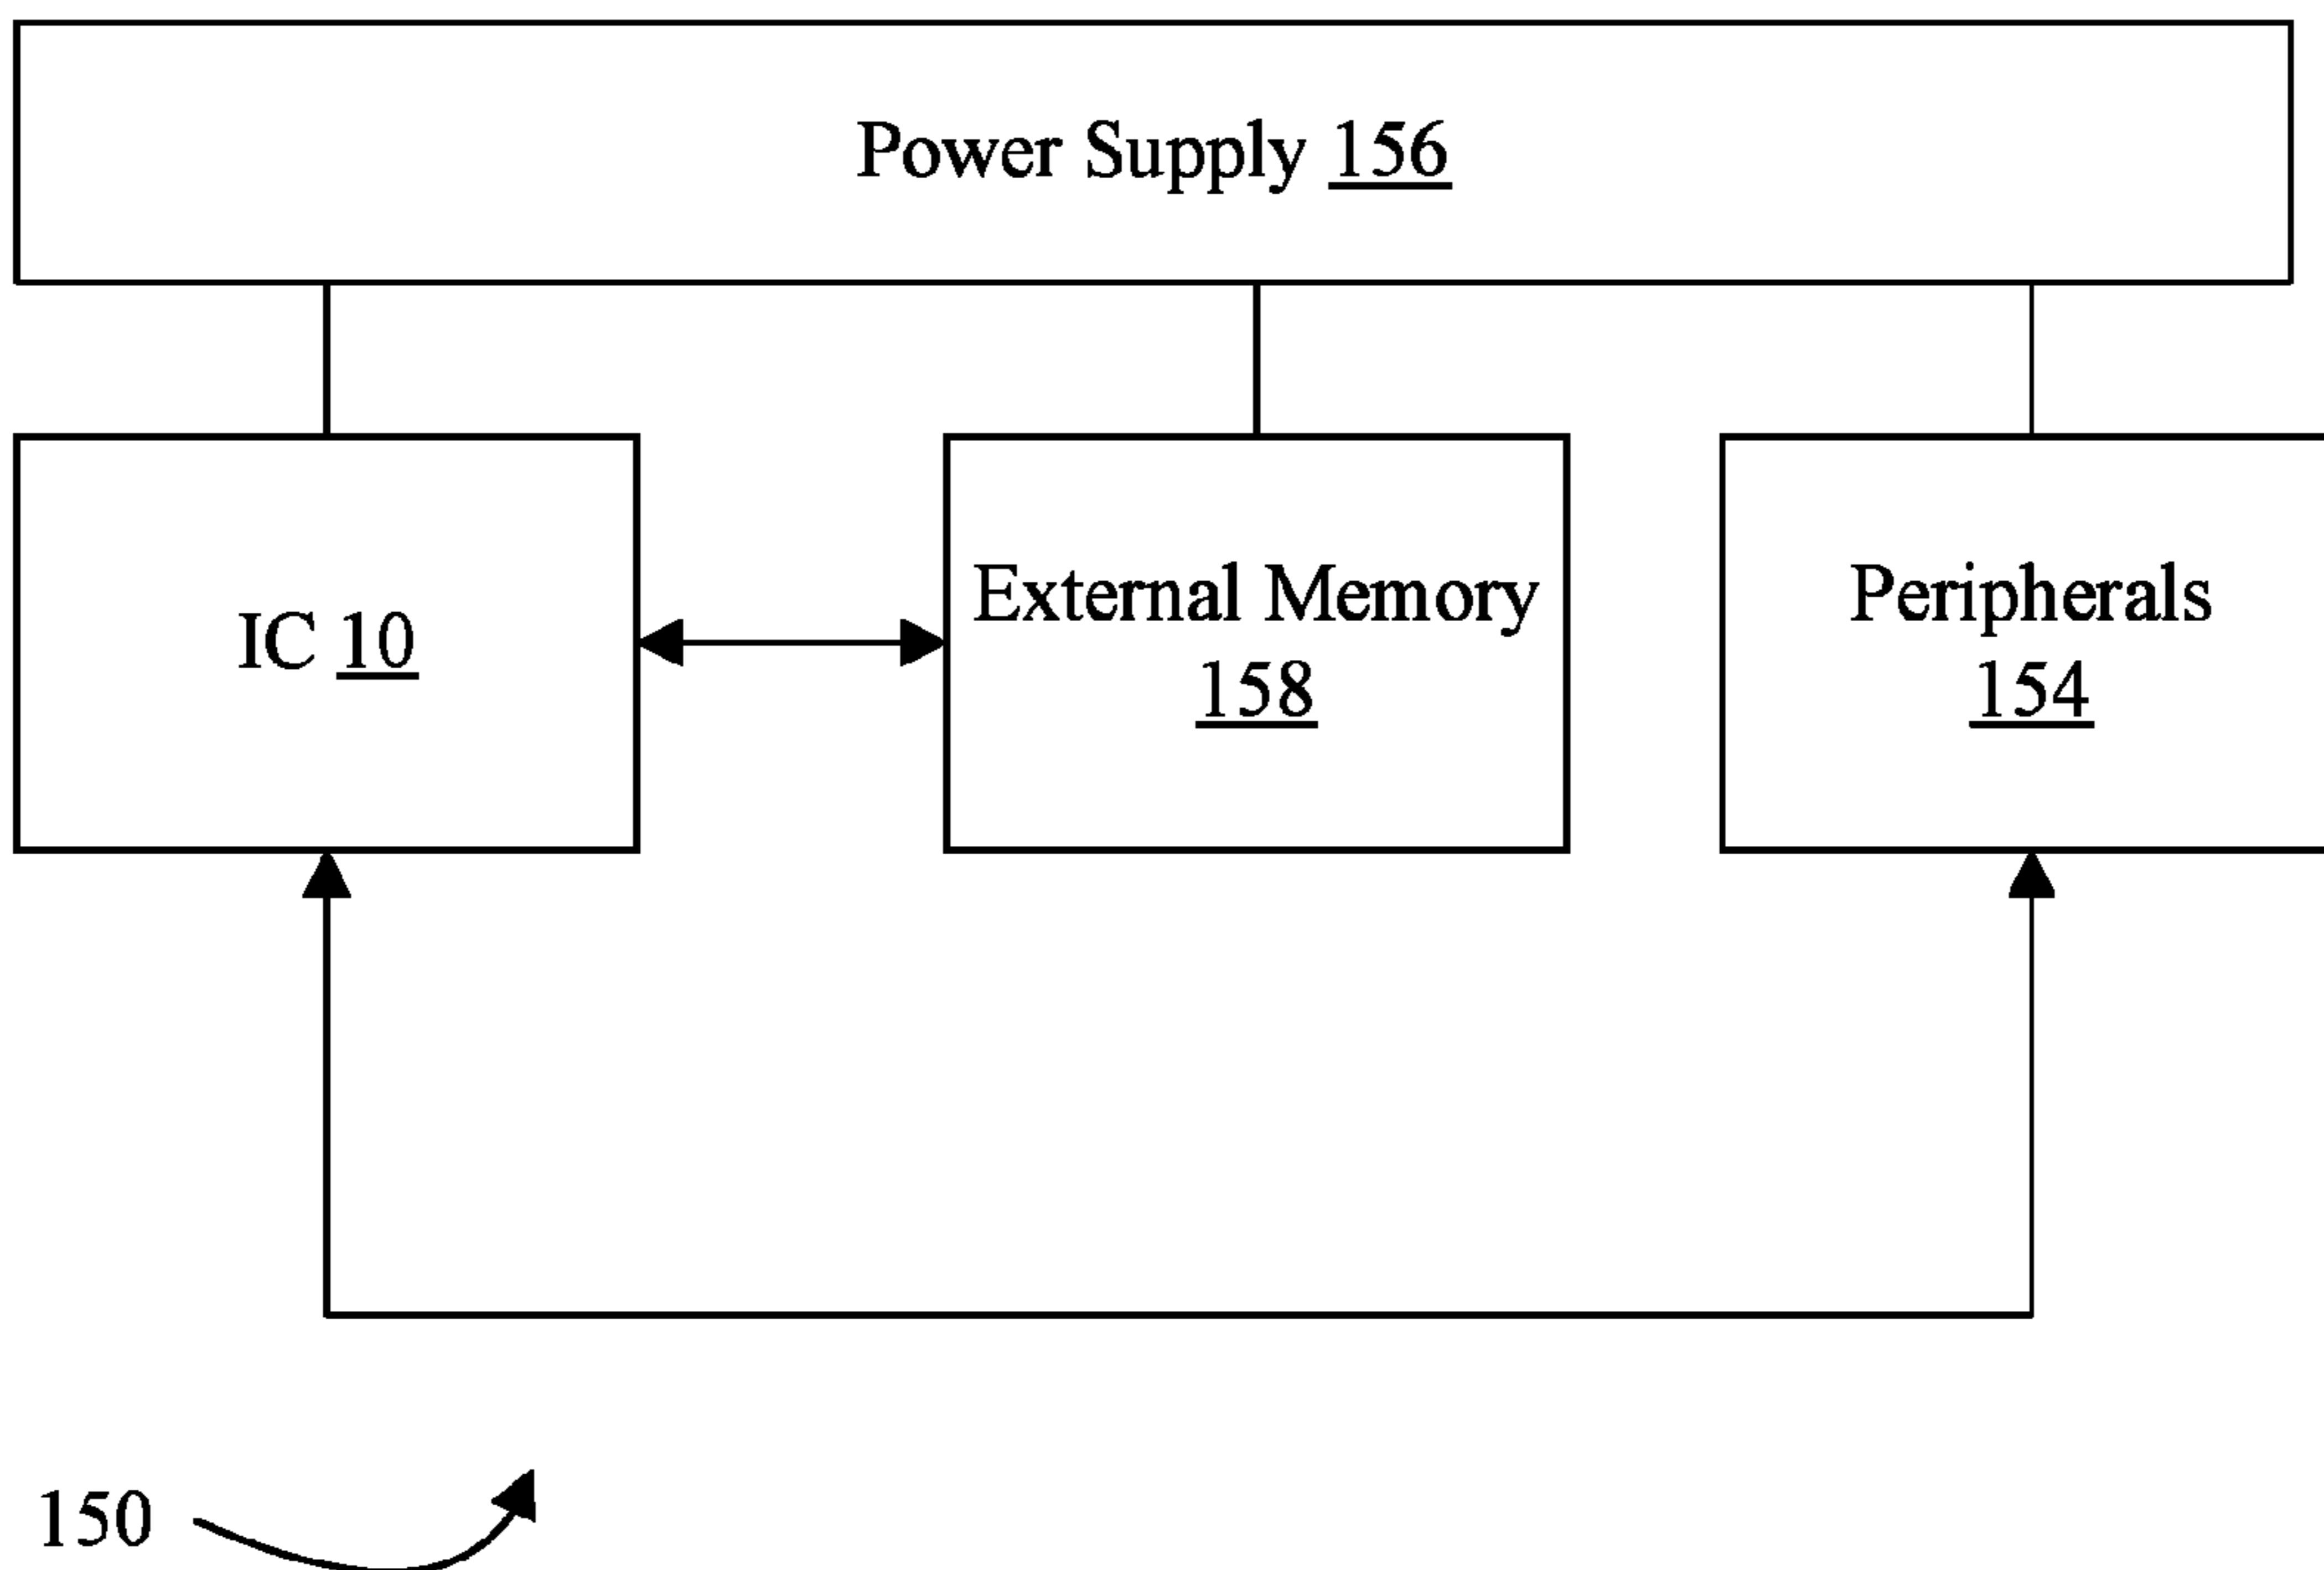 Power Supply 156
IC 10
External Memory
158
Peripherals
154
150